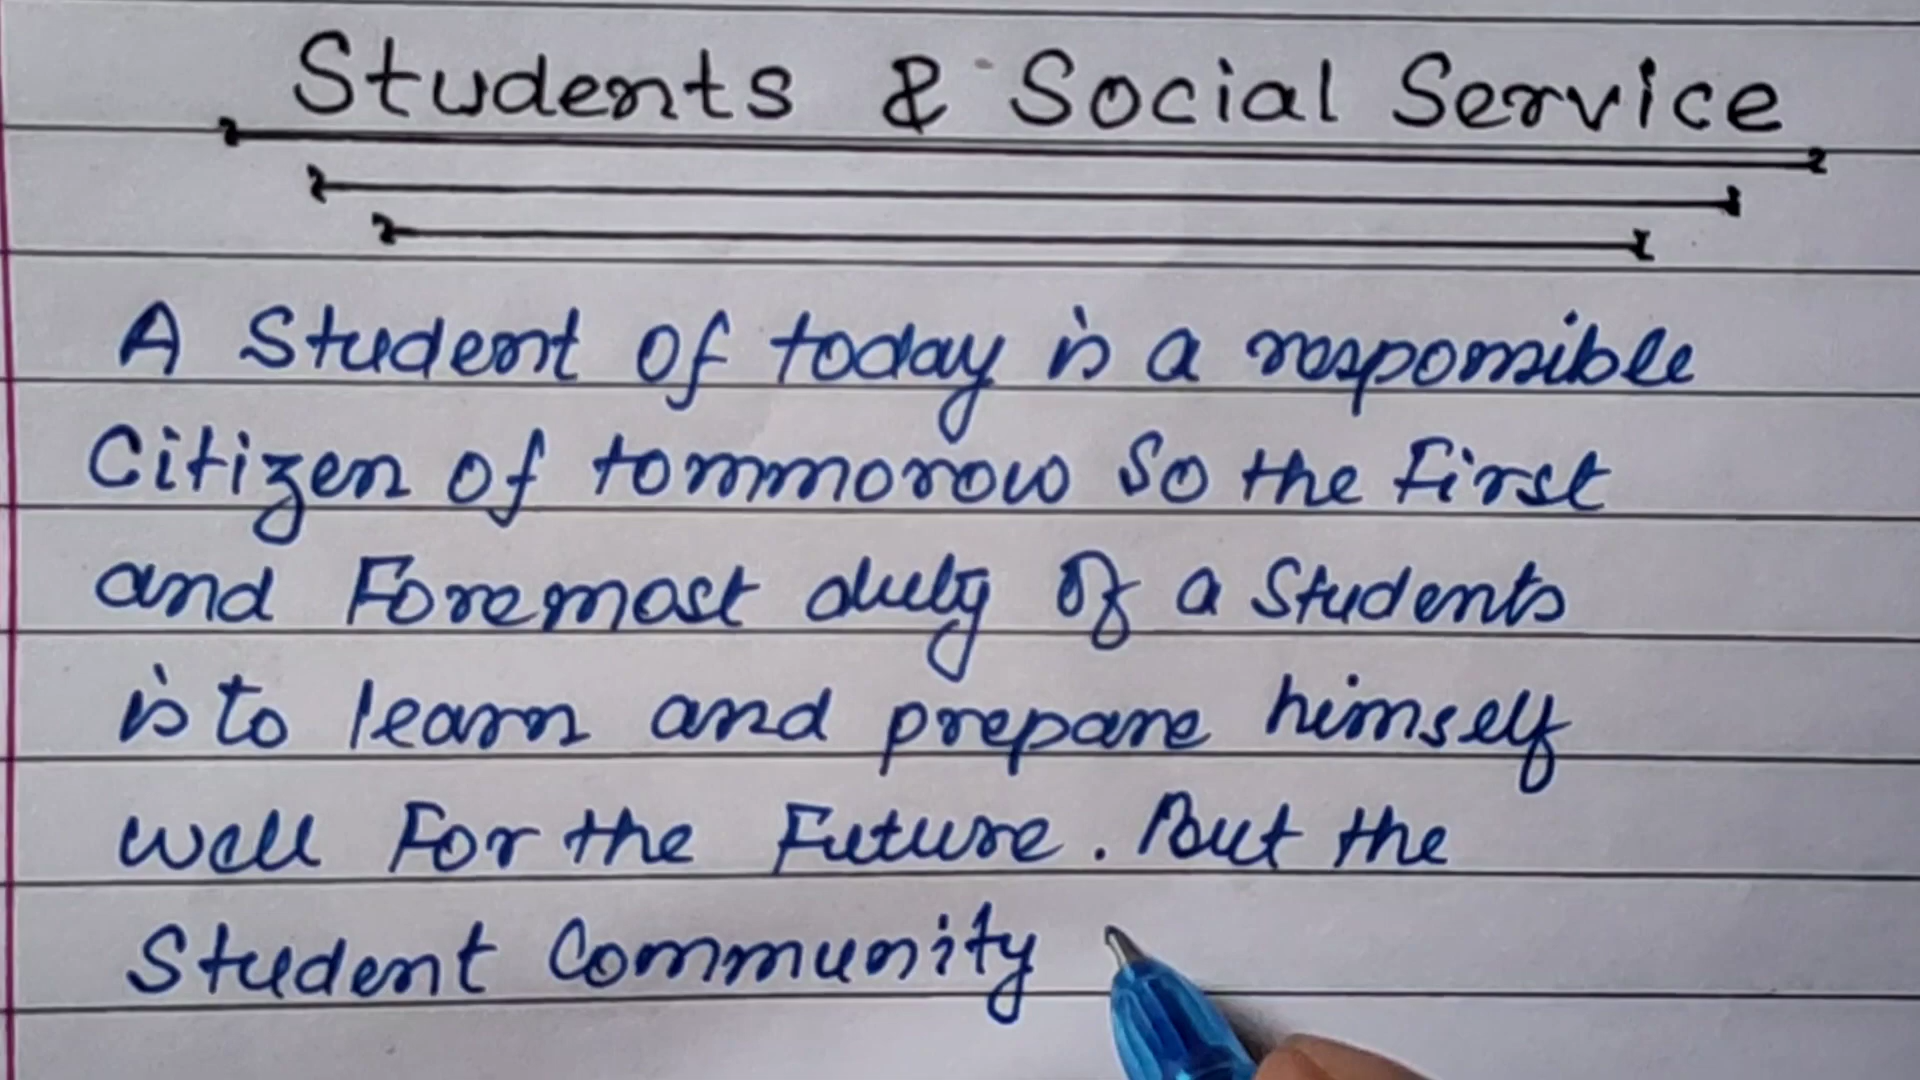 Students & Social Service
A Student of today is a responsible
Citizen of tommorow So the First
and Foremost duty of a Students
is to learn and prepare himself
well For the Future. But the
Student Community